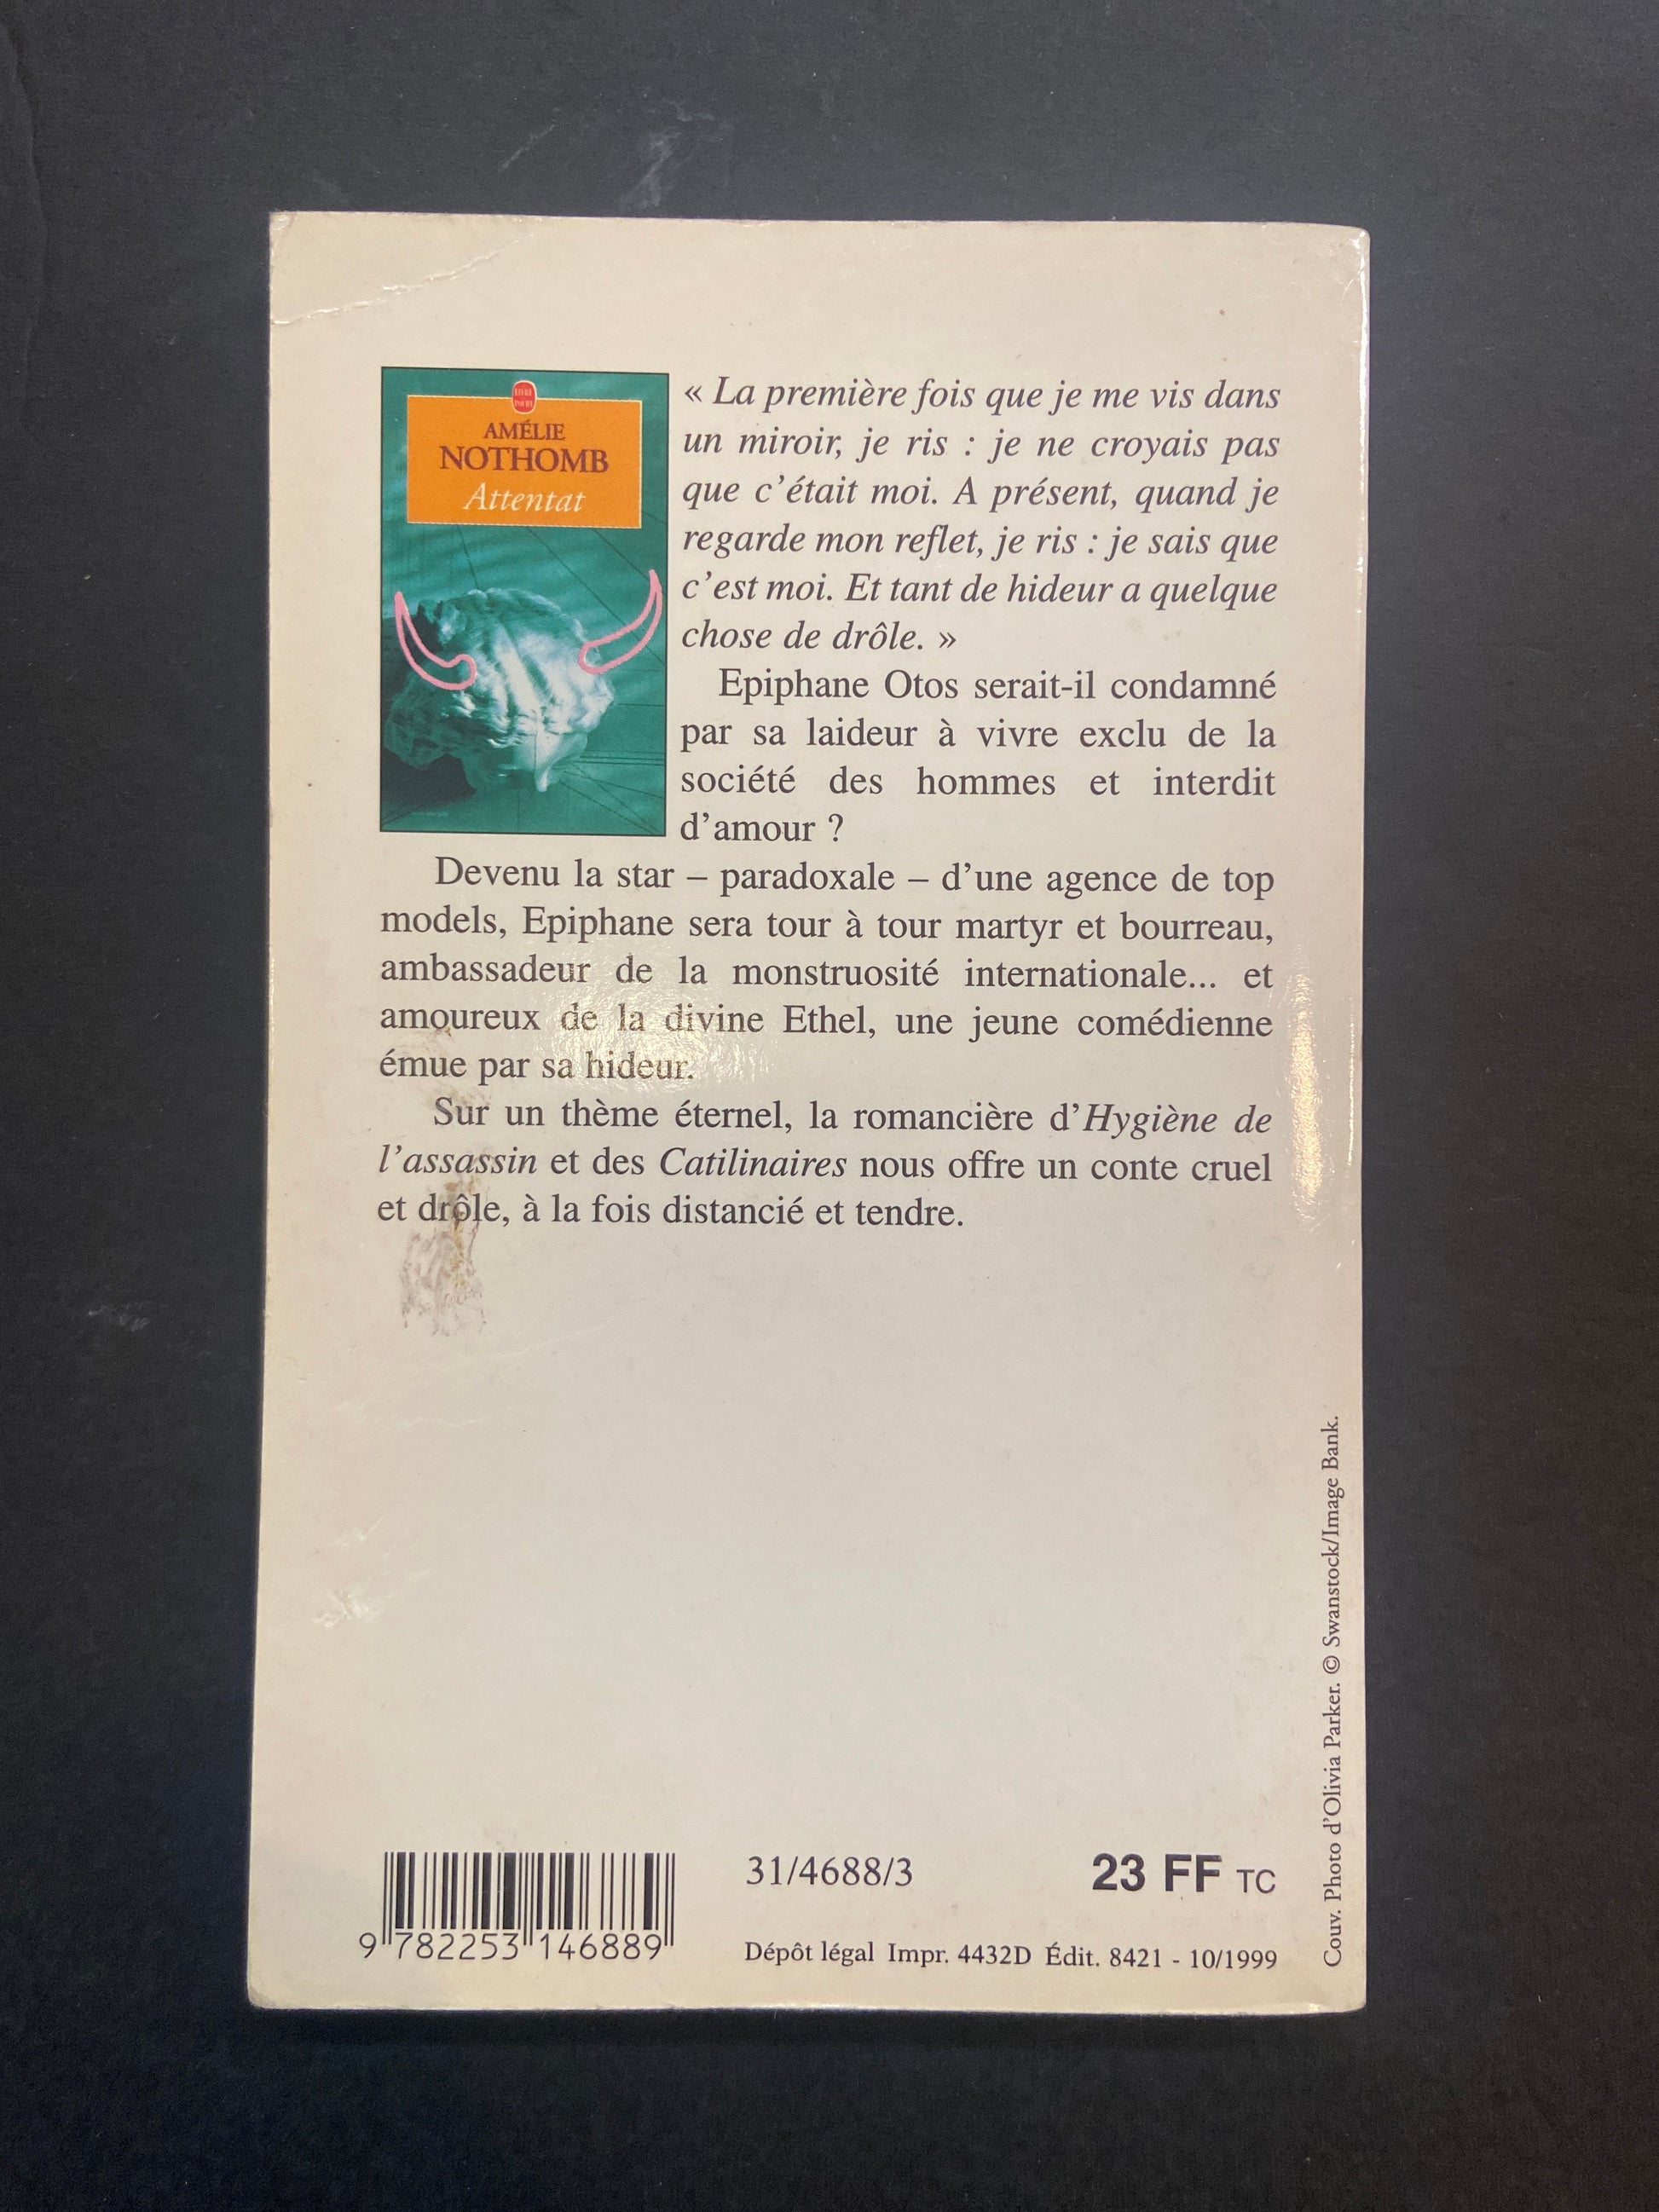 LIVRE
POCHE
AMÉLIE
NOTHOMB
Attentat
« La première fois que je me vis dans
un miroir, je ris : je ne croyais pas
que c'était moi. A présent, quand je
regarde mon reflet, je ris : je sais que
c'est moi. Et tant de hideur a quelque
chose de drôle. »
Epiphane Otos serait-il condamné
par sa laideur à vivre exclu de la
société des hommes et interdit
d'amour ?
Devenu la star – paradoxale – d'une agence de top
models, Epiphane sera tour à tour martyr et bourreau,
ambassadeur de la monstruosité internationale... et
amoureux de la divine Ethel, une jeune comédienne
émue par sa hideur.
Sur un thème éternel, la romancière d'Hygiène de
l'assassin et des Catilinaires nous offre un conte cruel
et drôle, à la fois distancié et tendre.
Couv. Photo d'Olivia Parker. © Swanstock/Image Bank.
9 782253 146889
31/4688/3
23 FF TC
Dépôt légal Impr. 4432D Édit. 8421 - 10/1999